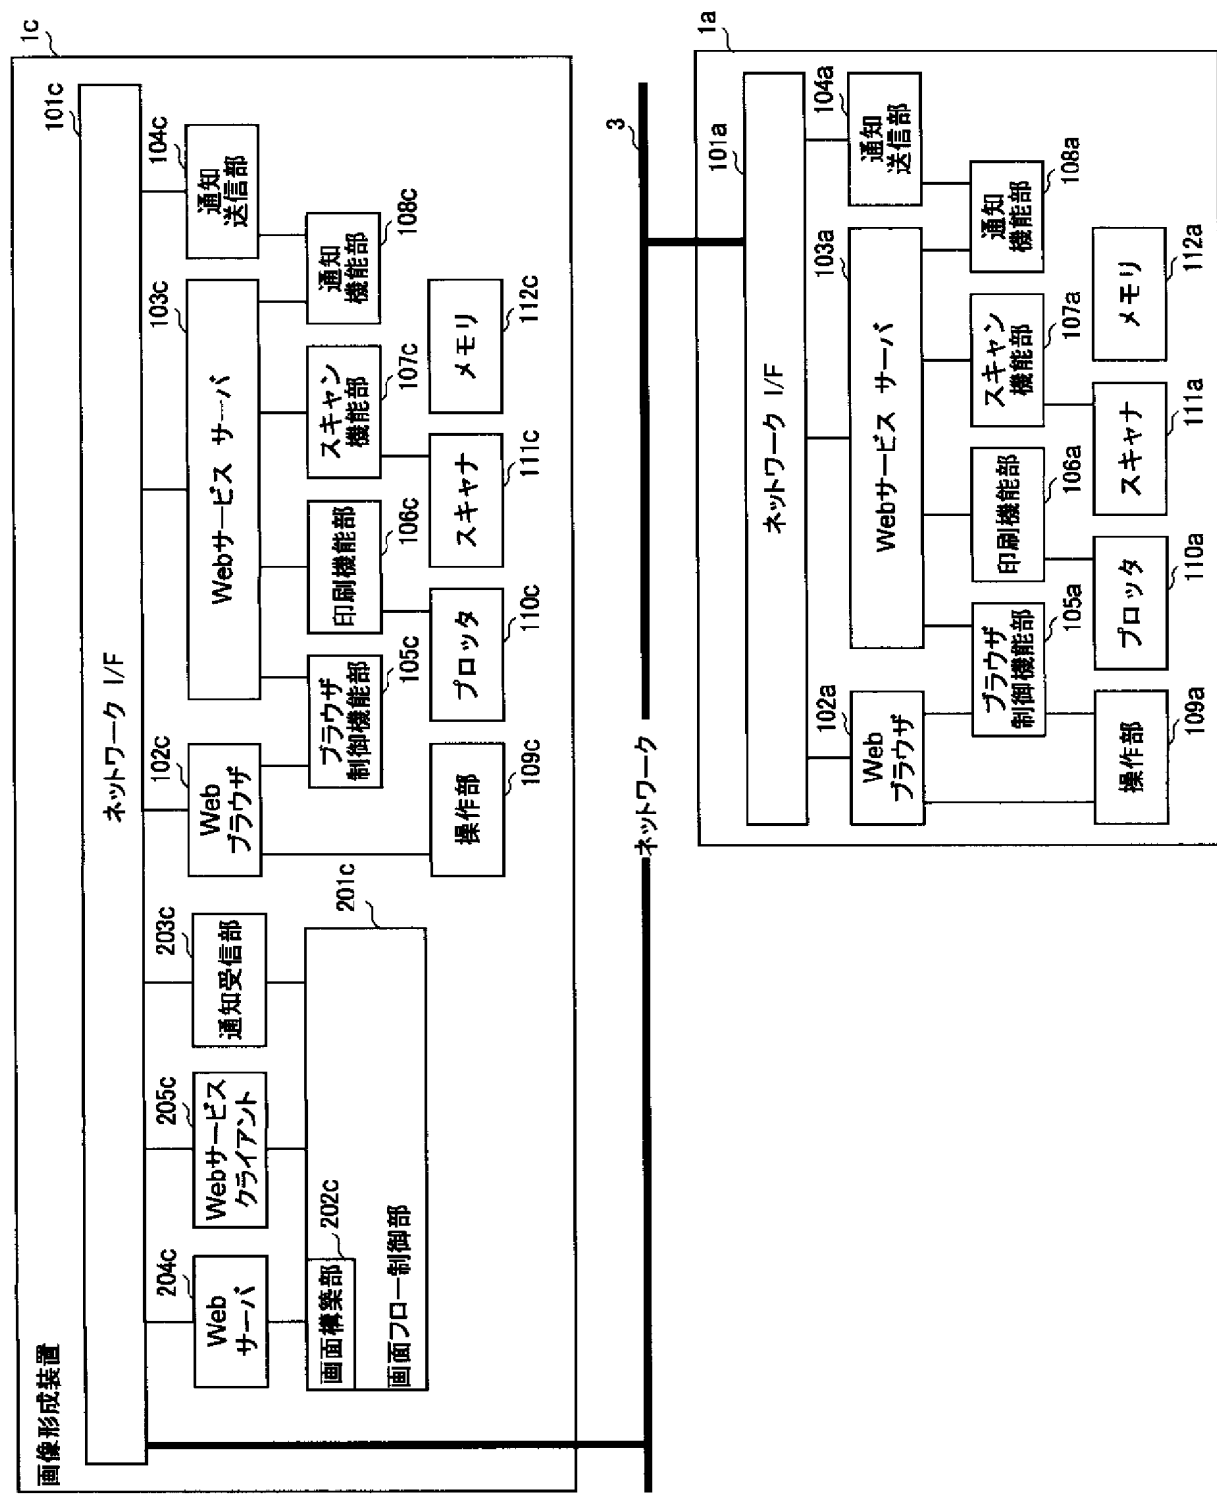 画像形成装置
1c
101c
ネットワーク I/F
204c
Web
サーバ
205c
Webサービス
クライアント
203c
通知受信部
102c
Web
ブラウザ
103c
Webサービス サーバ
104c
通知
送信部
202c
画面構築部
画面フロー制御部
201c
105c
ブラウザ
制御機能部
106c
印刷機能部
107c
スキャン
機能部
108c
通知
機能部
109c
操作部
110c
プロッタ
111c
スキャナ
112c
メモリ
ネットワーク
3
1a
101a
ネットワーク I/F
102a
Web
ブラウザ
103a
Webサービス サーバ
104a
通知
送信部
105a
ブラウザ
制御機能部
106a
印刷機能部
107a
スキャン
機能部
108a
通知
機能部
109a
操作部
110a
プロッタ
111a
スキャナ
112a
メモリ